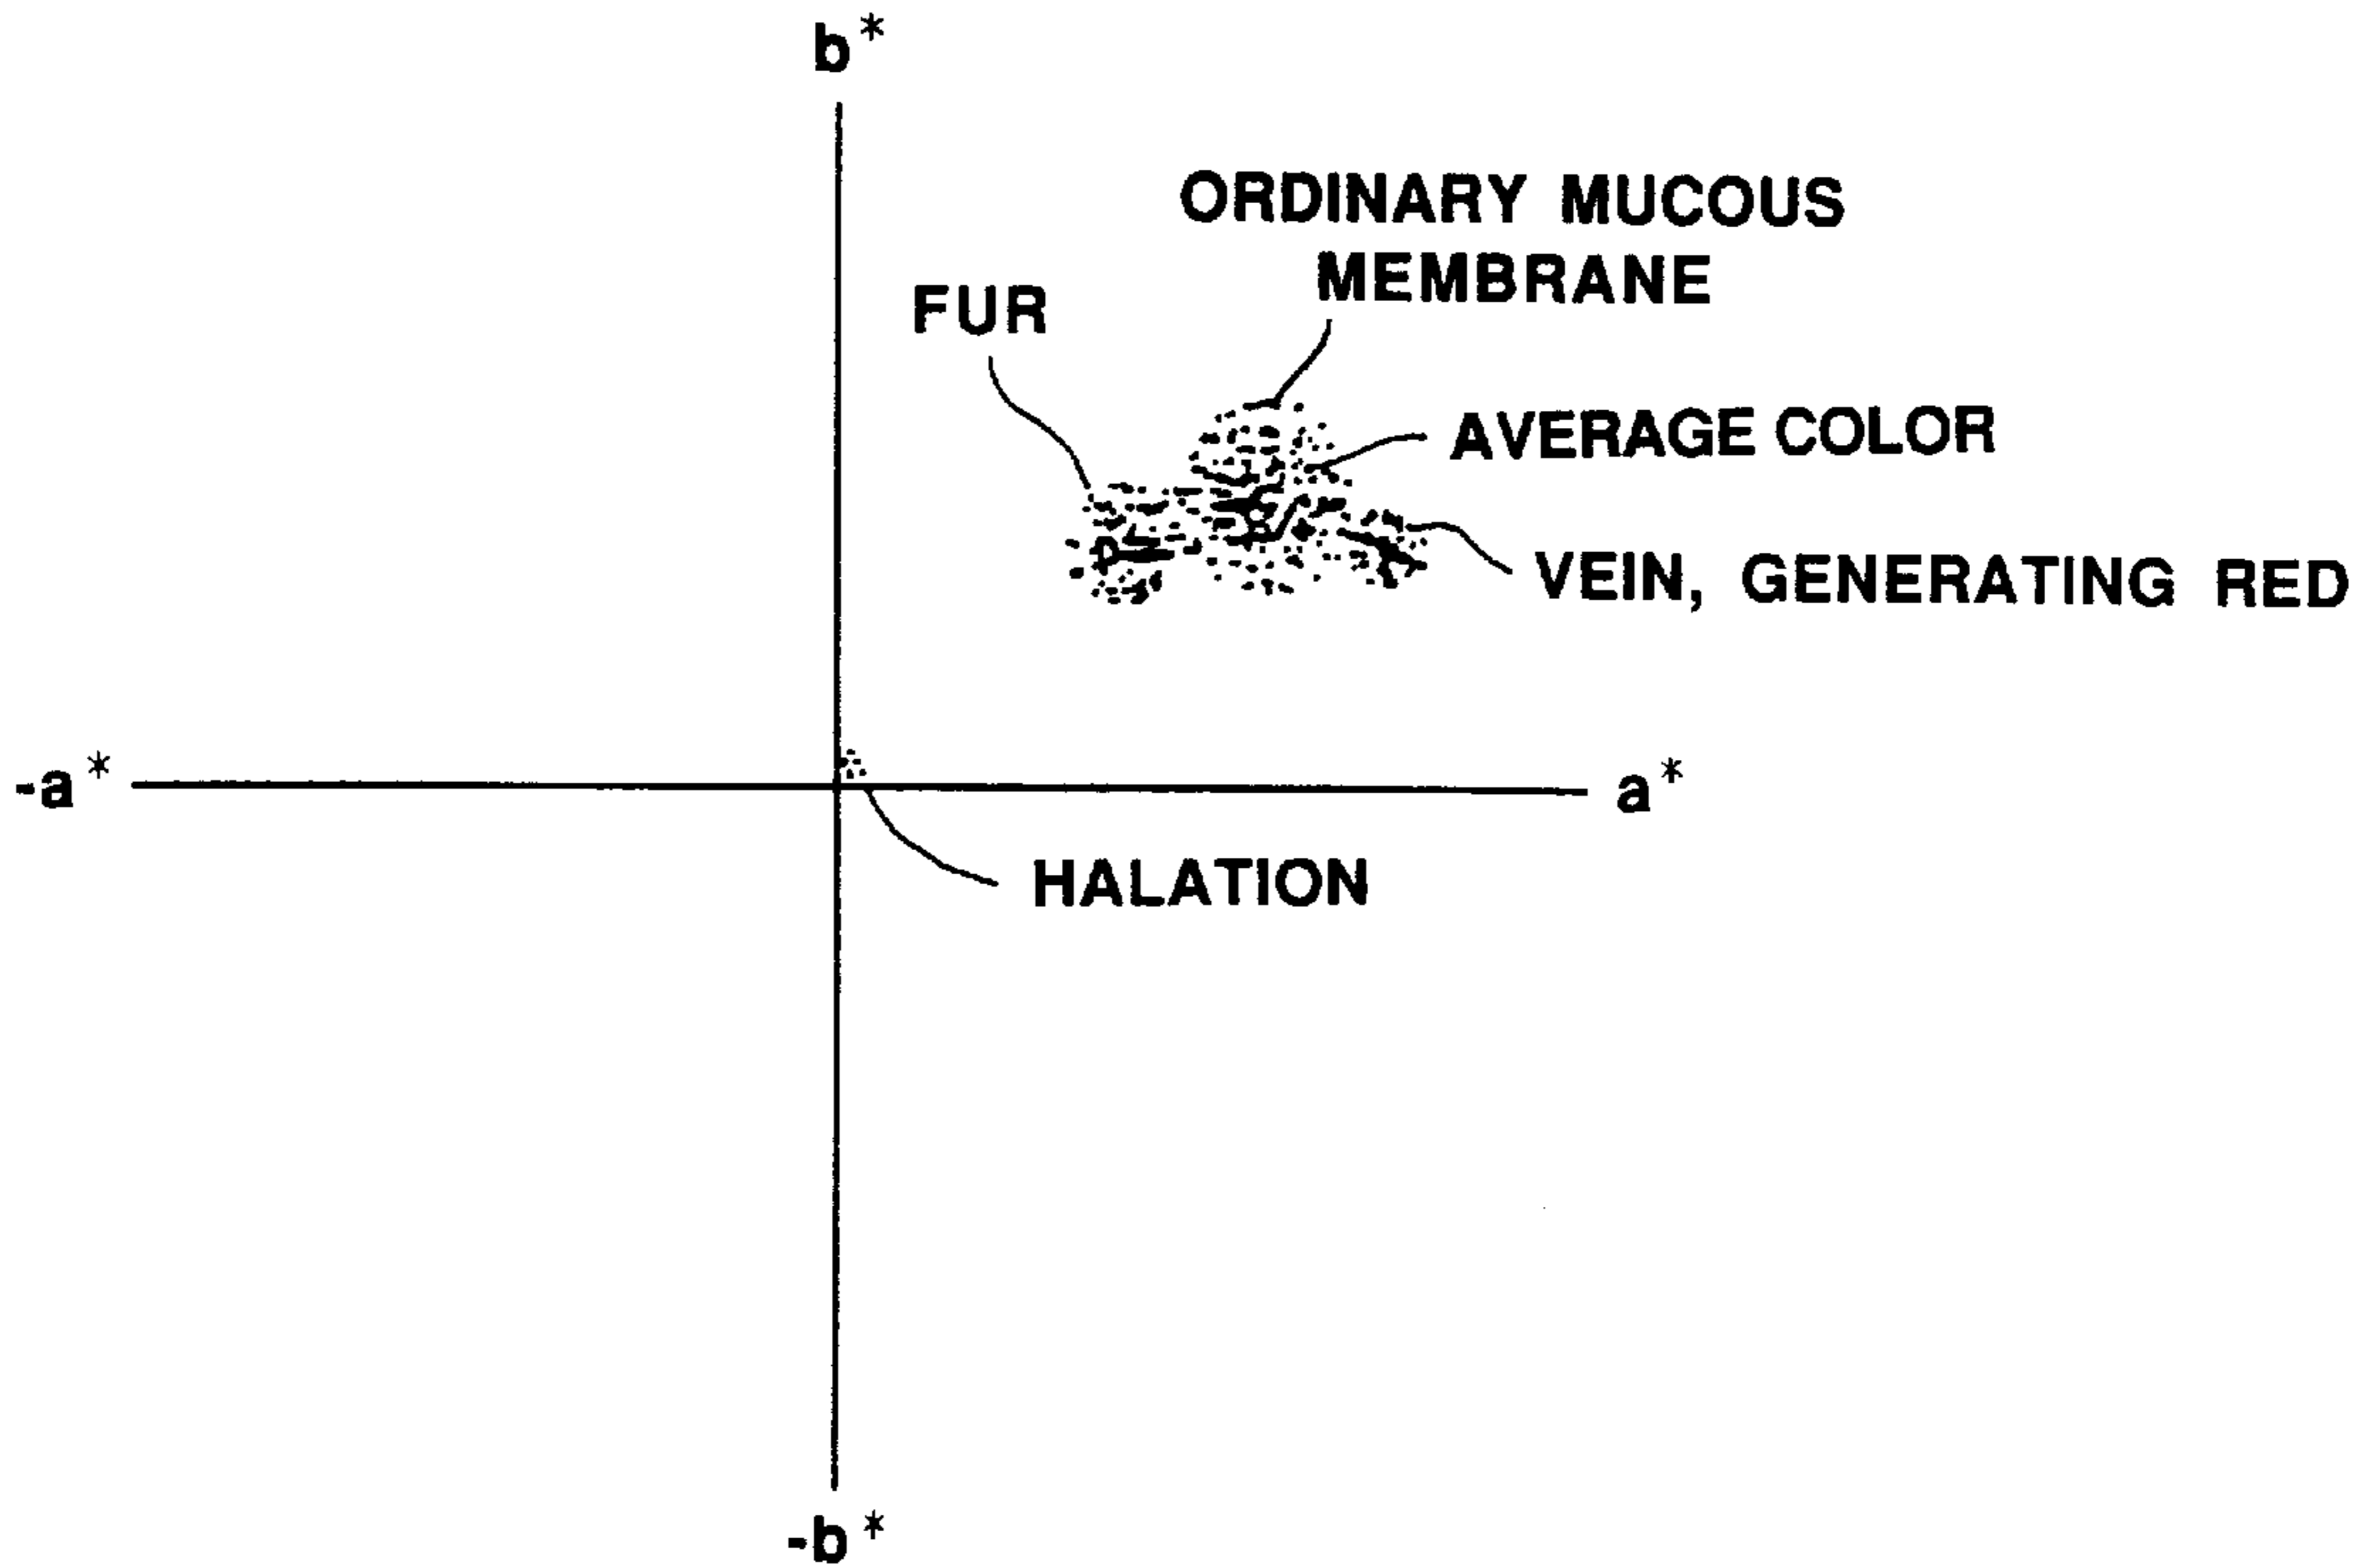 b*
ORDINARY MUCOUS
MEMBRANE
FUR
AVERAGE COLOR
VEIN, GENERATING RED
-a*
a*
HALATION
-b*